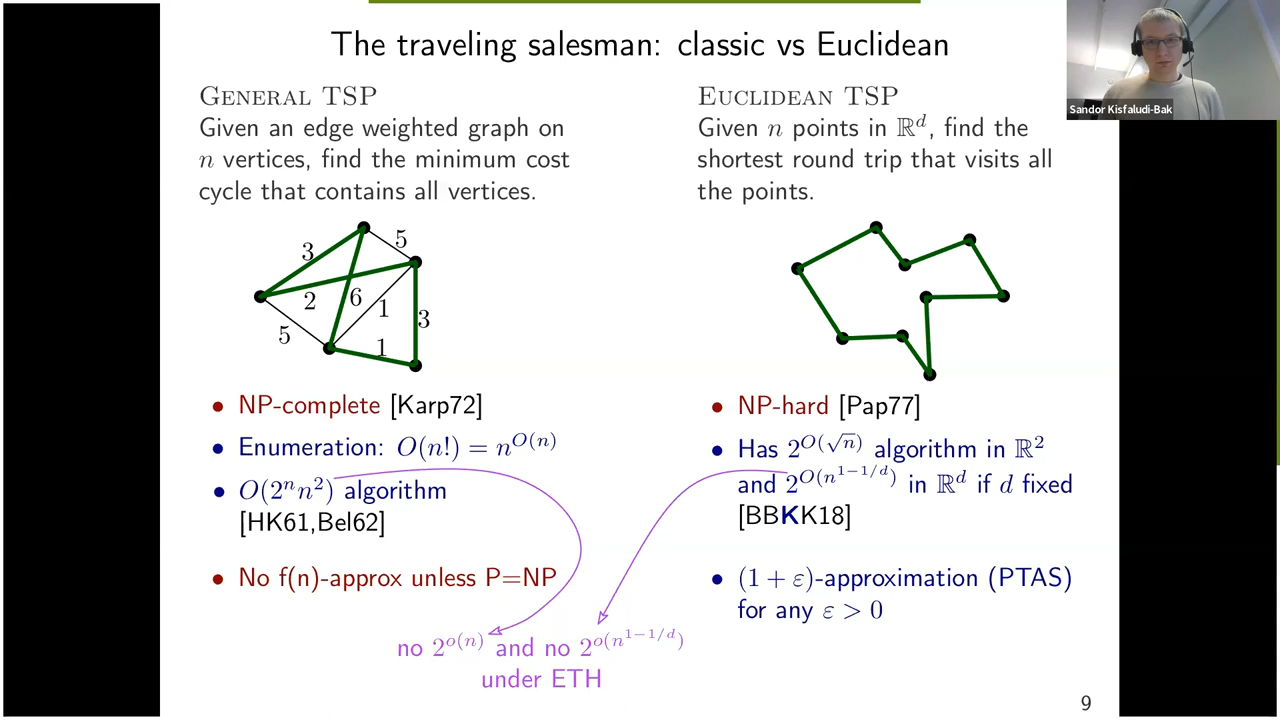 The traveling salesman: classic vs Euclidean
Sandor Kisfaludi-Bak
General TSP
Given an edge weighted graph on
n vertices, find the minimum cost
cycle that contains all vertices.
3
5
2
6
1
3
5
1
• NP-complete [Karp72]
• Enumeration: O(n!) = n^{O(n)}
• O(2^n n^2) algorithm
[HK61,Bel62]
• No f(n)-approx unless P=NP
Euclidean TSP
Given n points in ℝ^d, find the
shortest round trip that visits all
the points.
• NP-hard [Pap77]
• Has 2^{O(√n)} algorithm in ℝ^2
and 2^{O(n^{1−1/d})} in ℝ^d if d fixed
[BBKK18]
• (1 + ε)-approximation (PTAS)
for any ε > 0
no 2^{o(n)} and no 2^{o(n^{1−1/d})}
under ETH
9